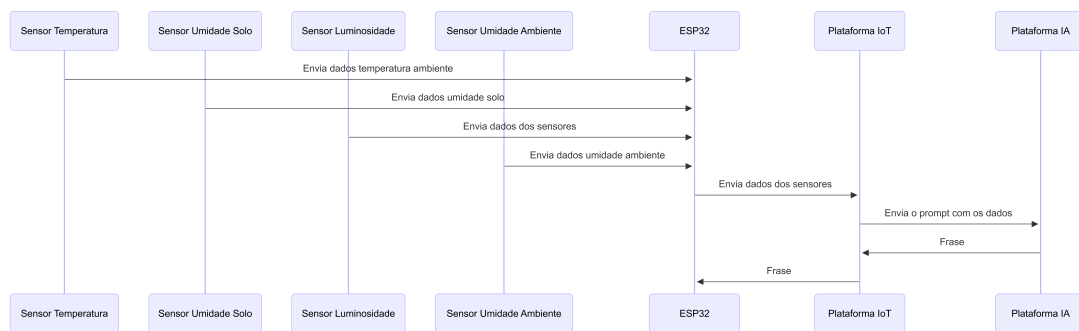 Sensor Temperatura
Sensor Umidade Solo
Sensor Luminosidade
Sensor Umidade Ambiente
ESP32
Plataforma IoT
Plataforma IA
Envia dados temperatura ambiente
Envia dados umidade solo
Envia dados dos sensores
Envia dados umidade ambiente
Envia dados dos sensores
Envia o prompt com os dados
Frase
Frase
Sensor Temperatura
Sensor Umidade Solo
Sensor Luminosidade
Sensor Umidade Ambiente
ESP32
Plataforma IoT
Plataforma IA